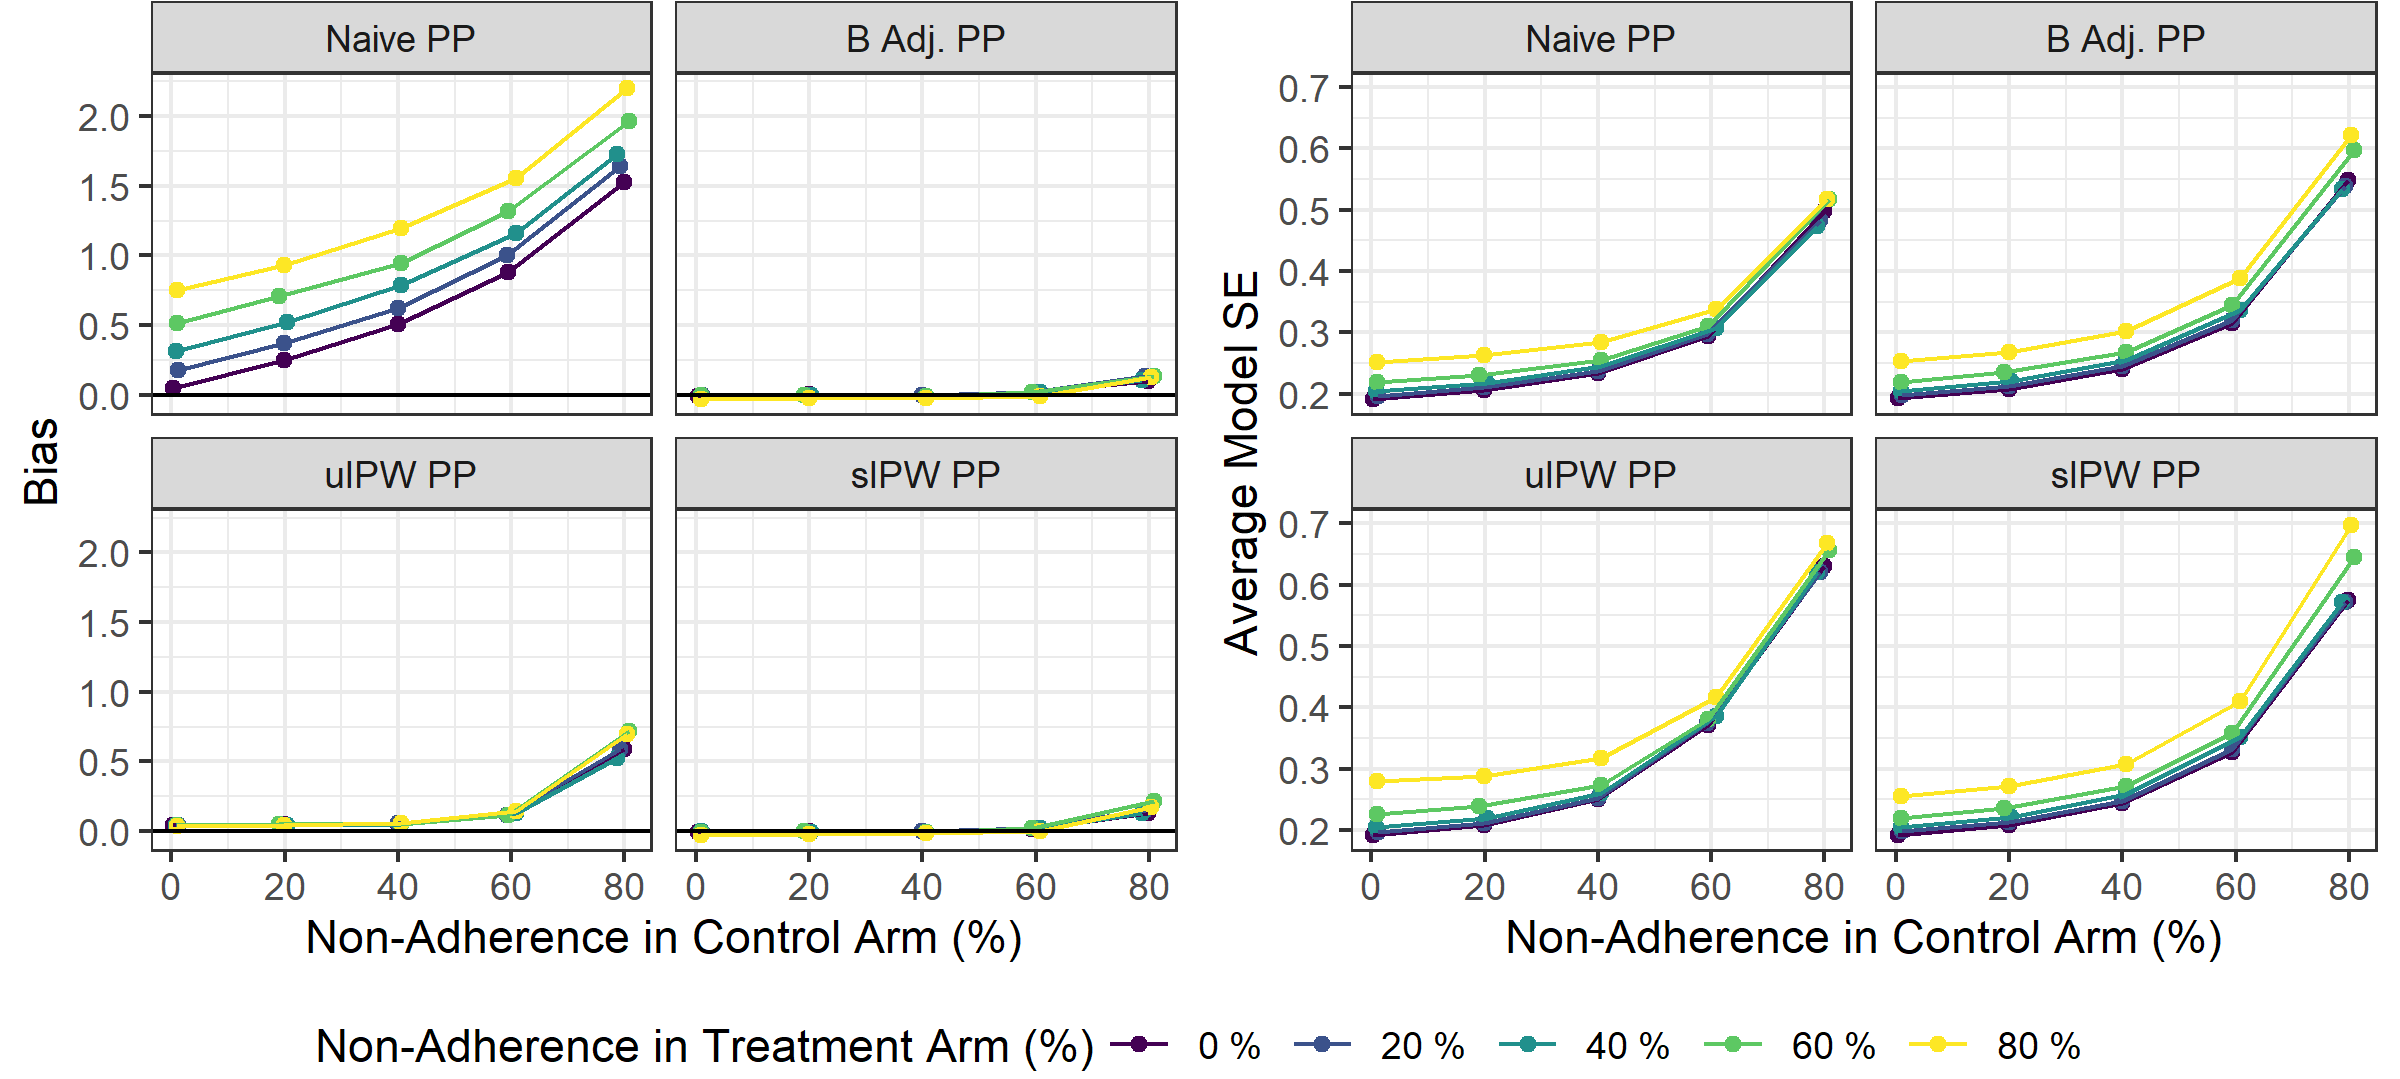 Naive PP
B Adj. PP
Naive PP
B Adj. PP
2.0
1.5
1.0
0.5
0.0
0.7
0.6
0.5
0.4
0.3
0.2
Bias
Average Model SE
uIPW PP
sIPW PP
uIPW PP
sIPW PP
2.0
1.5
1.0
0.5
0.0
0.7
0.6
0.5
0.4
0.3
0.2
0 20 40 60 80 0 20 40 60 80
0 20 40 60 80 0 20 40 60 80
Non-Adherence in Control Arm (%)
Non-Adherence in Control Arm (%)
Non-Adherence in Treatment Arm (%) 0 % 20 % 40 % 60 % 80 %